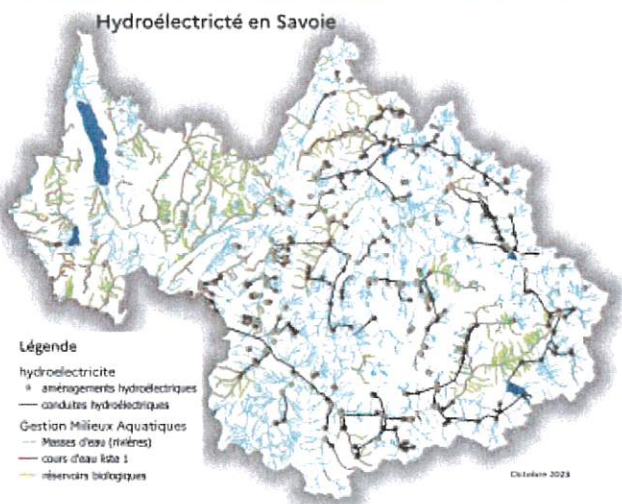 Hydroélectricté en Savoie
Légende
hydroelectricite
aménagements hydroélectriques
conduites hydroélectriques
Gestion Milieux Aquatiques
Masses d'eau (rivières)
cours d'eau liste 1
réservoirs biologiques
Octobre 2023